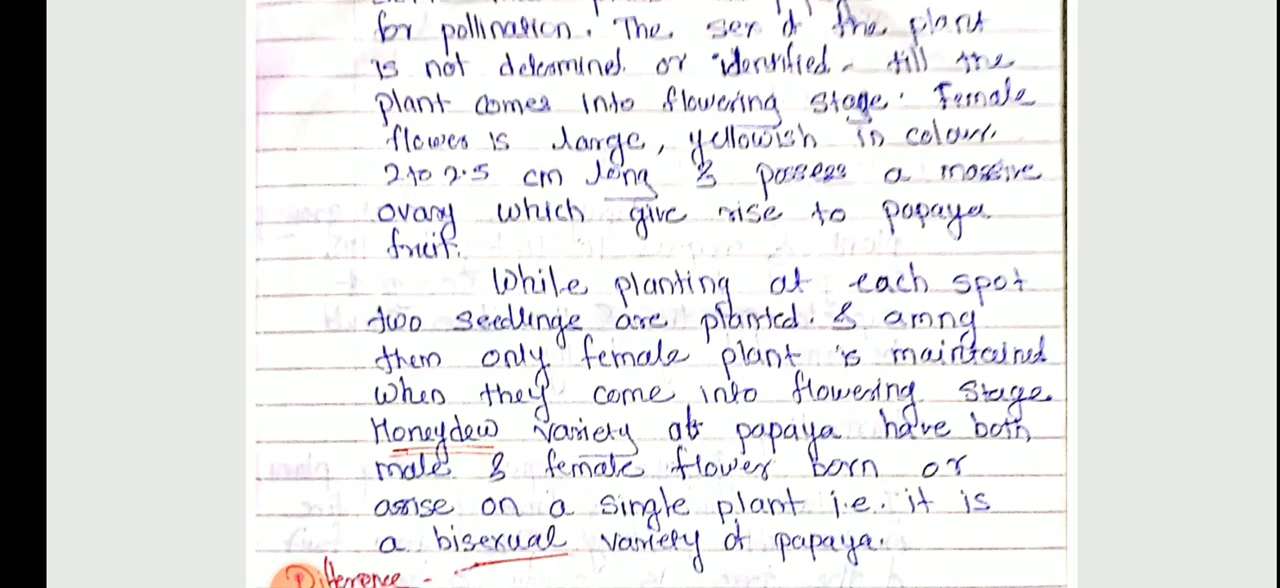 for pollination. The sex of the plant
is not determined or identified - till the
plant comes into flowering stage. Female
flower is large, yellowish in colour.
2 to 2.5 cm long & possess a massive
ovary which give rise to papaya
fruit.
While planting at each spot
two seedlings are planted. & amng
them only female plant is maintained
when they come into flowering stage.
Honeydew variety of papaya have both
male & female flower born or
arise on a single plant i.e. it is
a bisexual variety of papaya.
Difference -